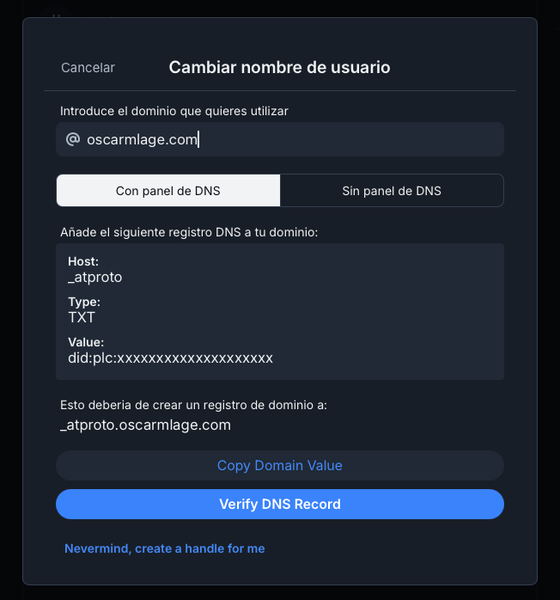 Cancelar
Cambiar nombre de usuario
Introduce el dominio que quieres utilizar
@ oscarmlage.com
Con panel de DNS
Sin panel de DNS
Añade el siguiente registro DNS a tu dominio:
Host:
_atproto
Type:
TXT
Value:
did:plc:xxxxxxxxxxxxxxxxxxxx
Esto deberia de crear un registro de dominio a:
_atproto.oscarmlage.com
Copy Domain Value
Verify DNS Record
Nevermind, create a handle for me